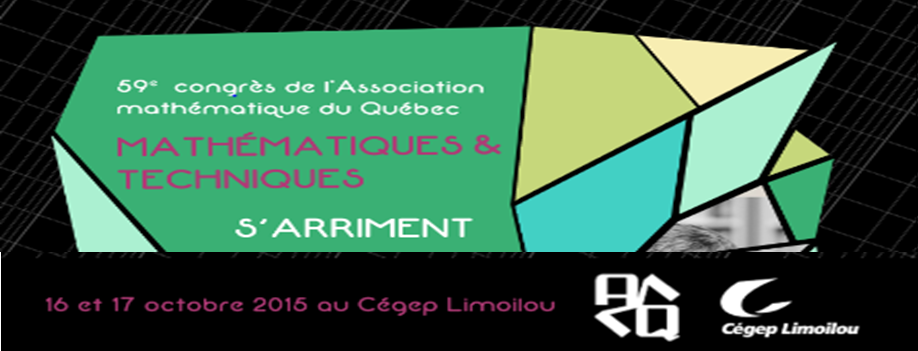 59e congrès de l'Association
mathématique du Québec
MATHÉMATIQUES &
TECHNIQUES
S'ARRIMENT
16 et 17 octobre 2015 au Cégep Limoilou
AMQ
Cégep Limoilou